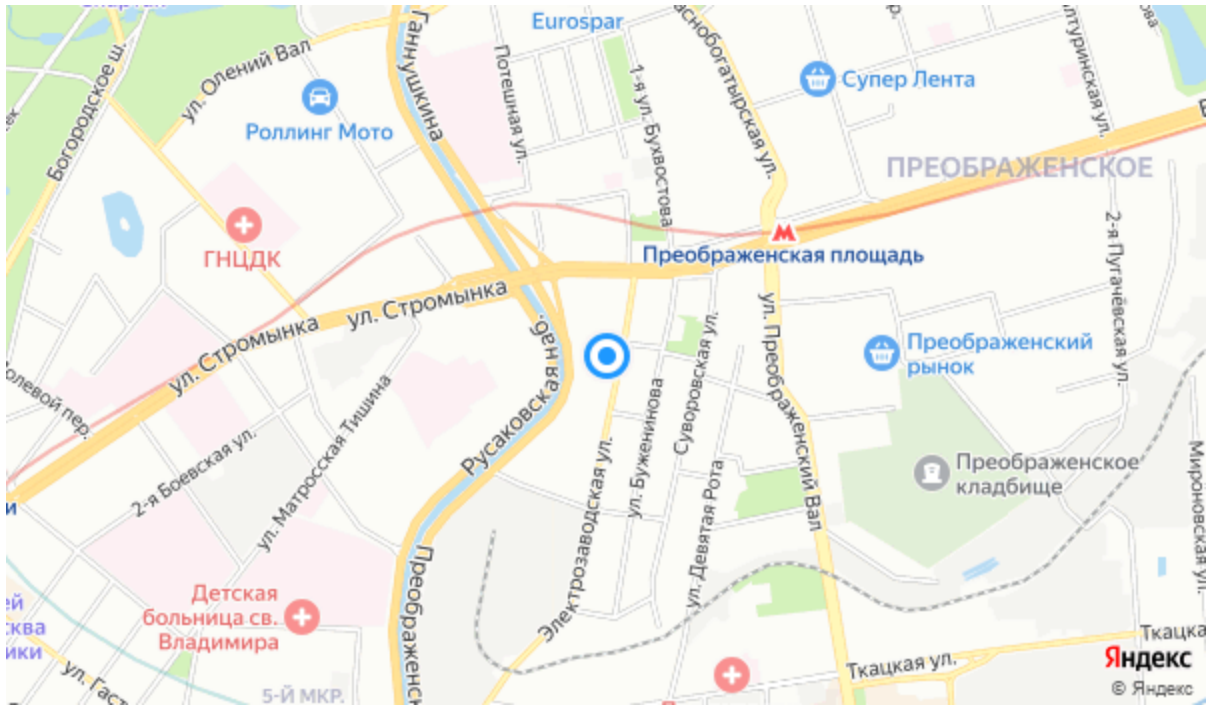 Eurospar
ул. Олений Вал
Ганнушкина
Потешная ул.
1-я ул. Бухвостова
Супер Лента
Богородское ш.
Роллинг Мото
ПРЕОБРАЖЕНСКОЕ
ГНЦДК
Преображенская площадь
2-я Пугачёвская ул.
ул. Стромынка
ул. Стромынка
Русаковская наб.
ул. Преображенский Вал
Преображенский
рынок
Суворовская ул.
ул. Буженинова
2-я Боевская ул.
ул. Матросская Тишина
Преображенское
кладбище
Мироновская ул.
Электрозаводская ул.
ул. Девятая Рота
Детская
больница св.
Владимира
Ткацкая ул.
5-Й МКР.
Яндекс
© Яндекс